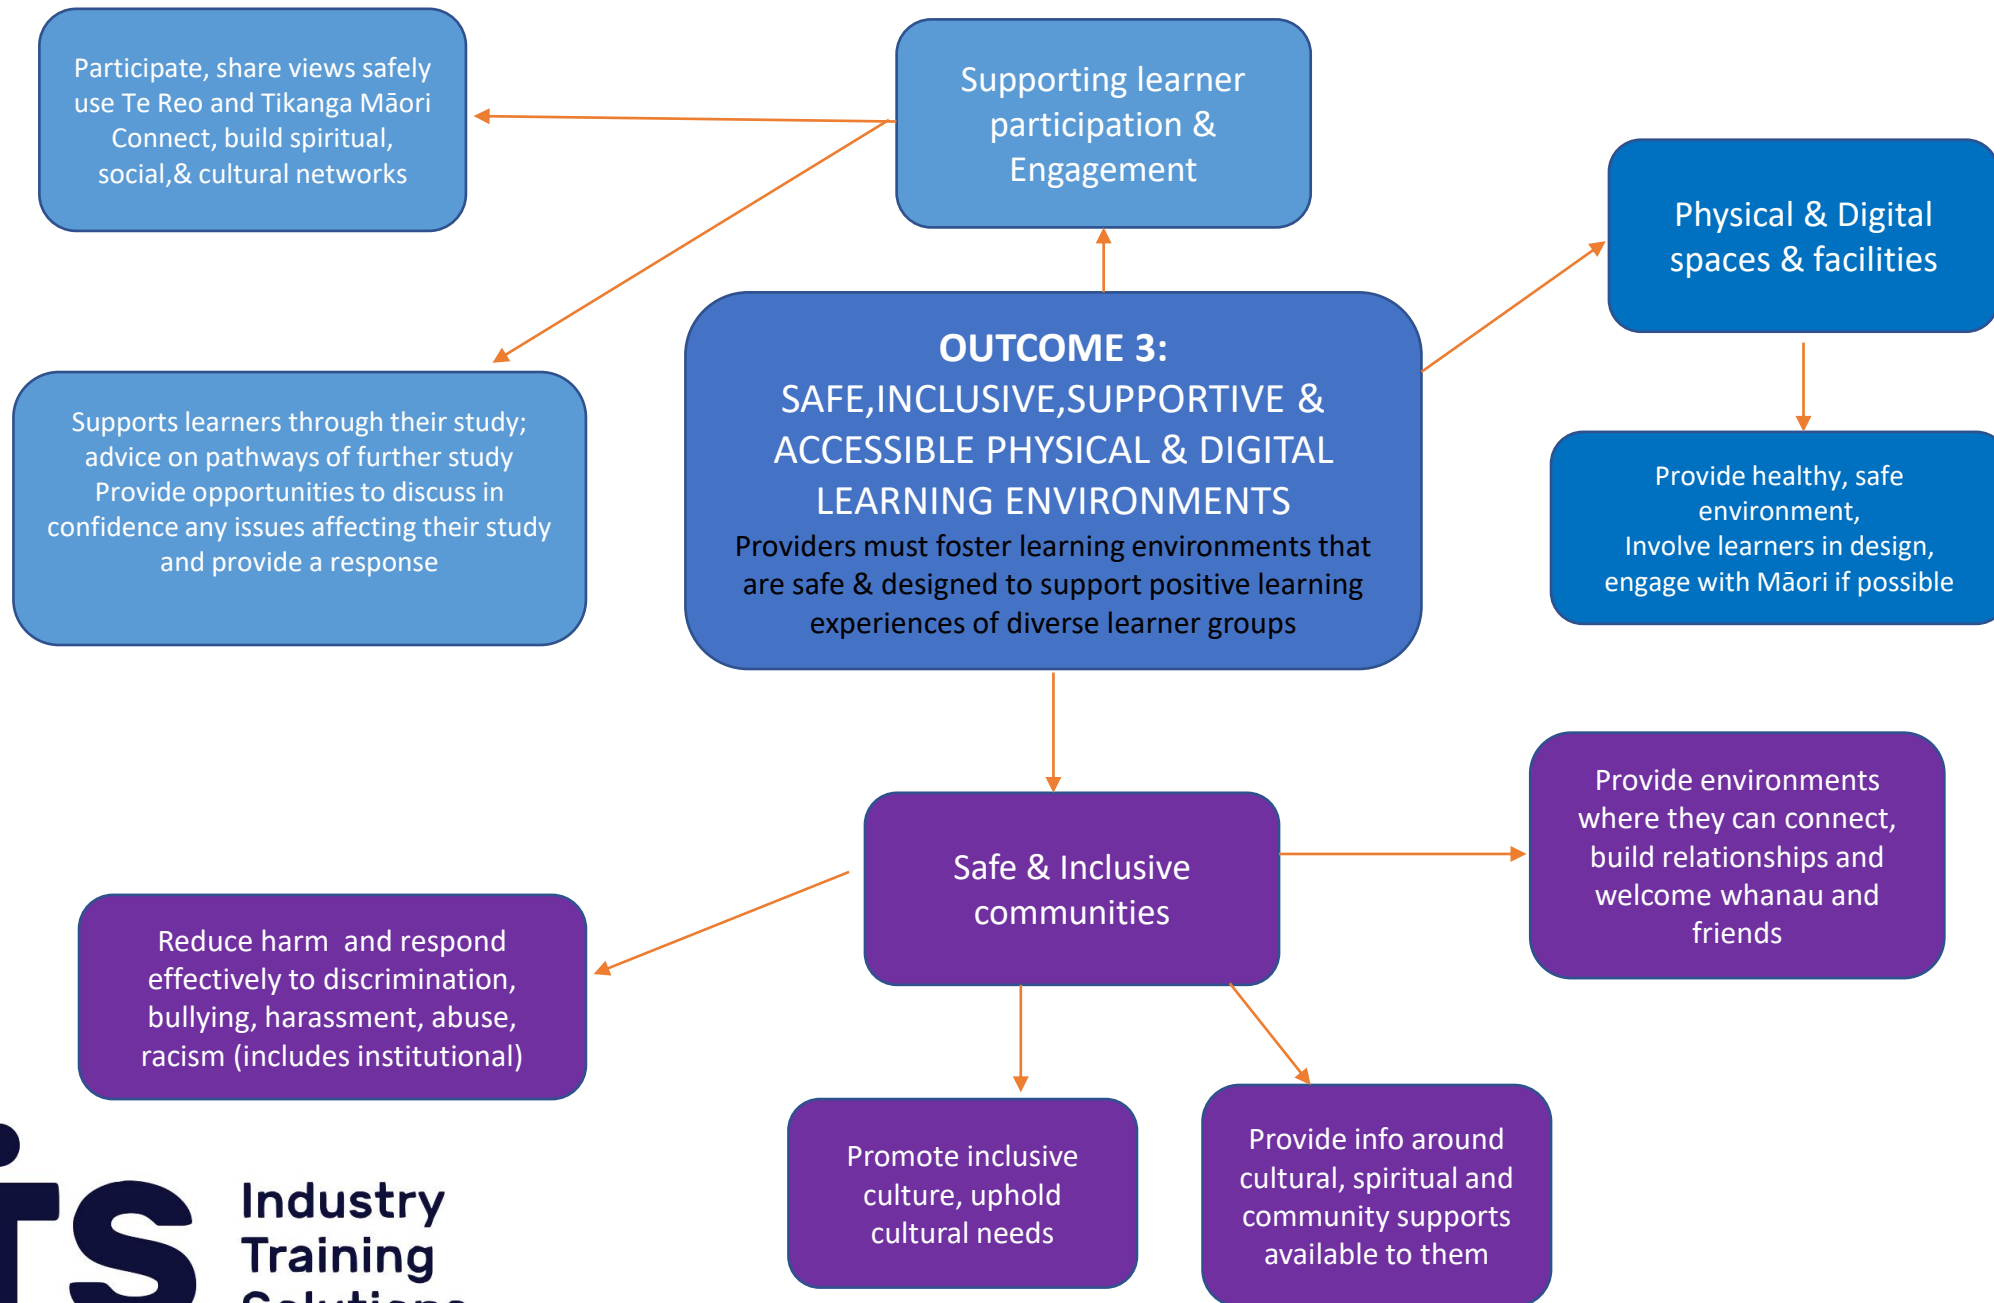 Participate, share views safely
use Te Reo and Tikanga Māori
Connect, build spiritual,
social,& cultural networks
Supporting learner
participation &
Engagement
Physical & Digital
spaces & facilities
Supports learners through their study;
advice on pathways of further study
Provide opportunities to discuss in
confidence any issues affecting their study
and provide a response
OUTCOME 3:
SAFE,INCLUSIVE,SUPPORTIVE &
ACCESSIBLE PHYSICAL & DIGITAL
LEARNING ENVIRONMENTS
Providers must foster learning environments that
are safe & designed to support positive learning
experiences of diverse learner groups
Provide healthy, safe
environment,
Involve learners in design,
engage with Māori if possible
Safe & Inclusive
communities
Provide environments
where they can connect,
build relationships and
welcome whanau and
friends
Reduce harm  and respond
effectively to discrimination,
bullying, harassment, abuse,
racism (includes institutional)
Promote inclusive
culture, uphold
cultural needs
Provide info around
cultural, spiritual and
community supports
available to them
iTS
Industry
Training
Solutions